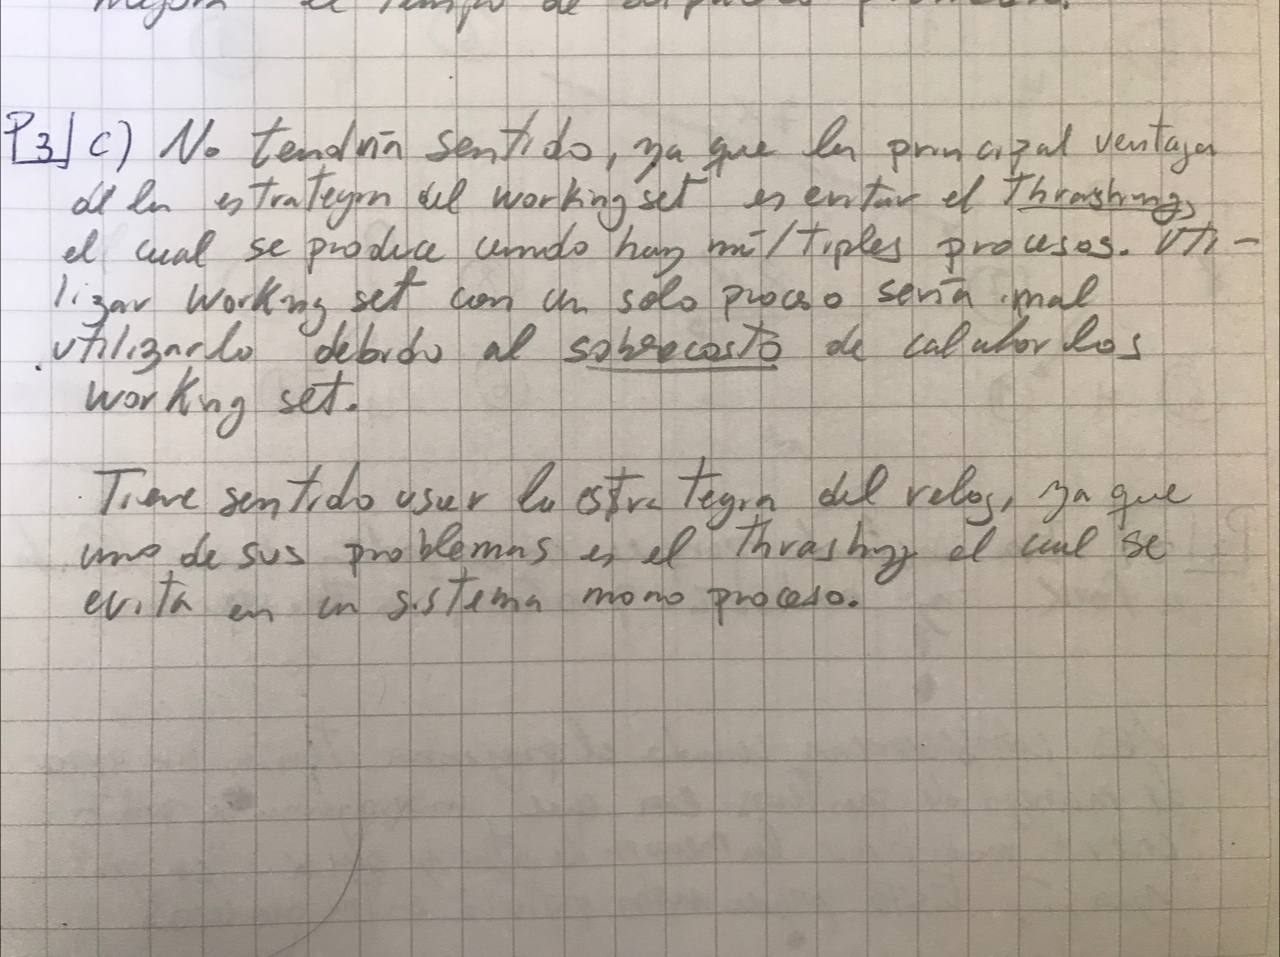 mejora el tiempo de
P3| c) No tendría sentido, ya que la principal ventaja
de la estrategia del working set es evitar el Thrashing,
el cual se produce cuando hay múltiples procesos. Uti-
lizar Working set con un solo proceso sería mal
utilizarlo debido al sobrecosto de calcular los
working set.
Tiene sentido usar la estrategia del reloj, ya que
uno de sus problemas es el Thrashing el cual se
evita en un sistema mono proceso.